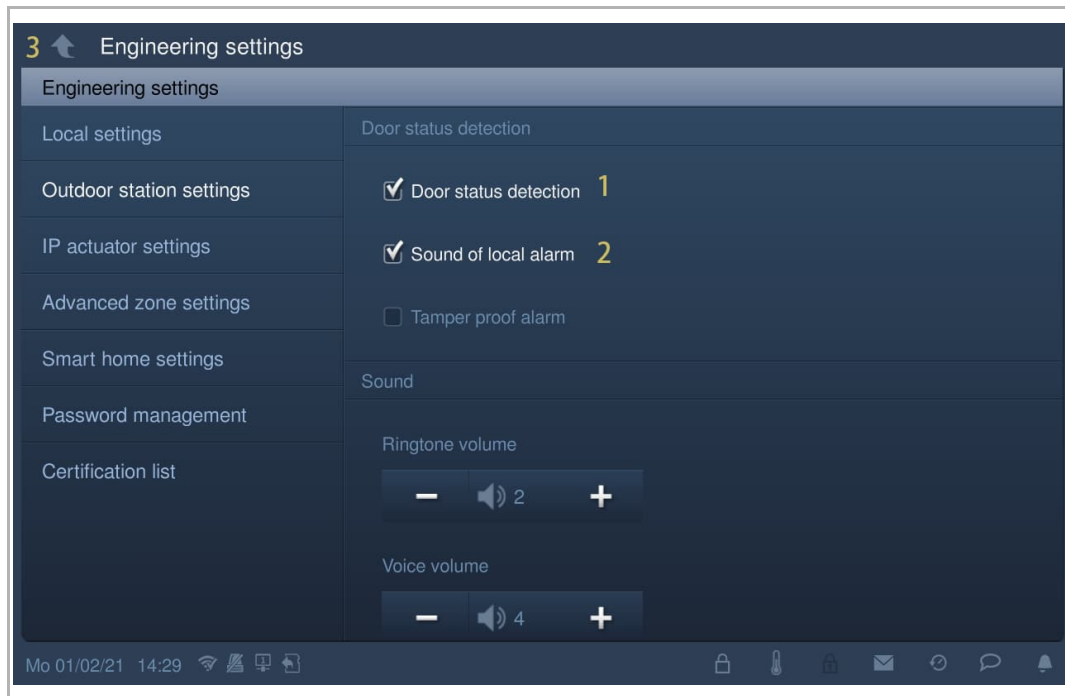 3 Engineering settings
Engineering settings
Local settings
Outdoor station settings
IP actuator settings
Advanced zone settings
Smart home settings
Password management
Certification list
Door status detection
Door status detection 1
Sound of local alarm 2
Tamper proof alarm
Sound
Ringtone volume
− 2 +
Voice volume
− 4 +
Mo 01/02/21 14:29